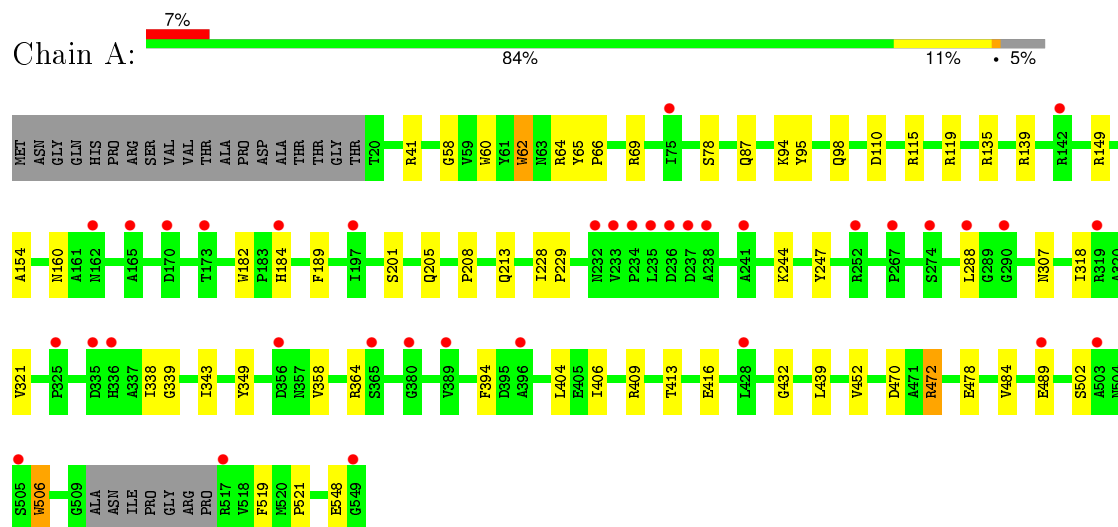 7%
Chain A:
84% 11% • 5%
MET ASN GLY GLN HIS PRO ARG SER VAL VAL THR ALA PRO ASP ALA THR THR GLY THR T20 R41 G58 V59 W60 Y61 W62 N63 R64 Y65 P66 R69 I75 S78 Q87 K94 Y95 Q98 D110 R115 R119 R135 R139 R142 R149
A154 N160 A161 N162 A165 D170 T173 W182 P183 H184 F189 I197 S201 Q205 P208 Q213 I228 P229 N232 V233 P234 L235 D236 D237 A238 A241 K244 Y247 R252 P267 S274 L288 G289 G290 N307 I318 R319 A320
V321 P325 D335 H336 A337 I338 G339 I343 Y349 D356 N357 V358 R364 S365 G380 V389 F394 D395 A396 L404 E405 I406 R409 T413 E416 L428 G432 L439 V452 D470 A471 R472 E478 V484 E489 S502 A503 N504
S505 W506 G509 ALA ASN ILE PRO GLY ARG PRO R517 V518 F519 M520 P521 E548 G549